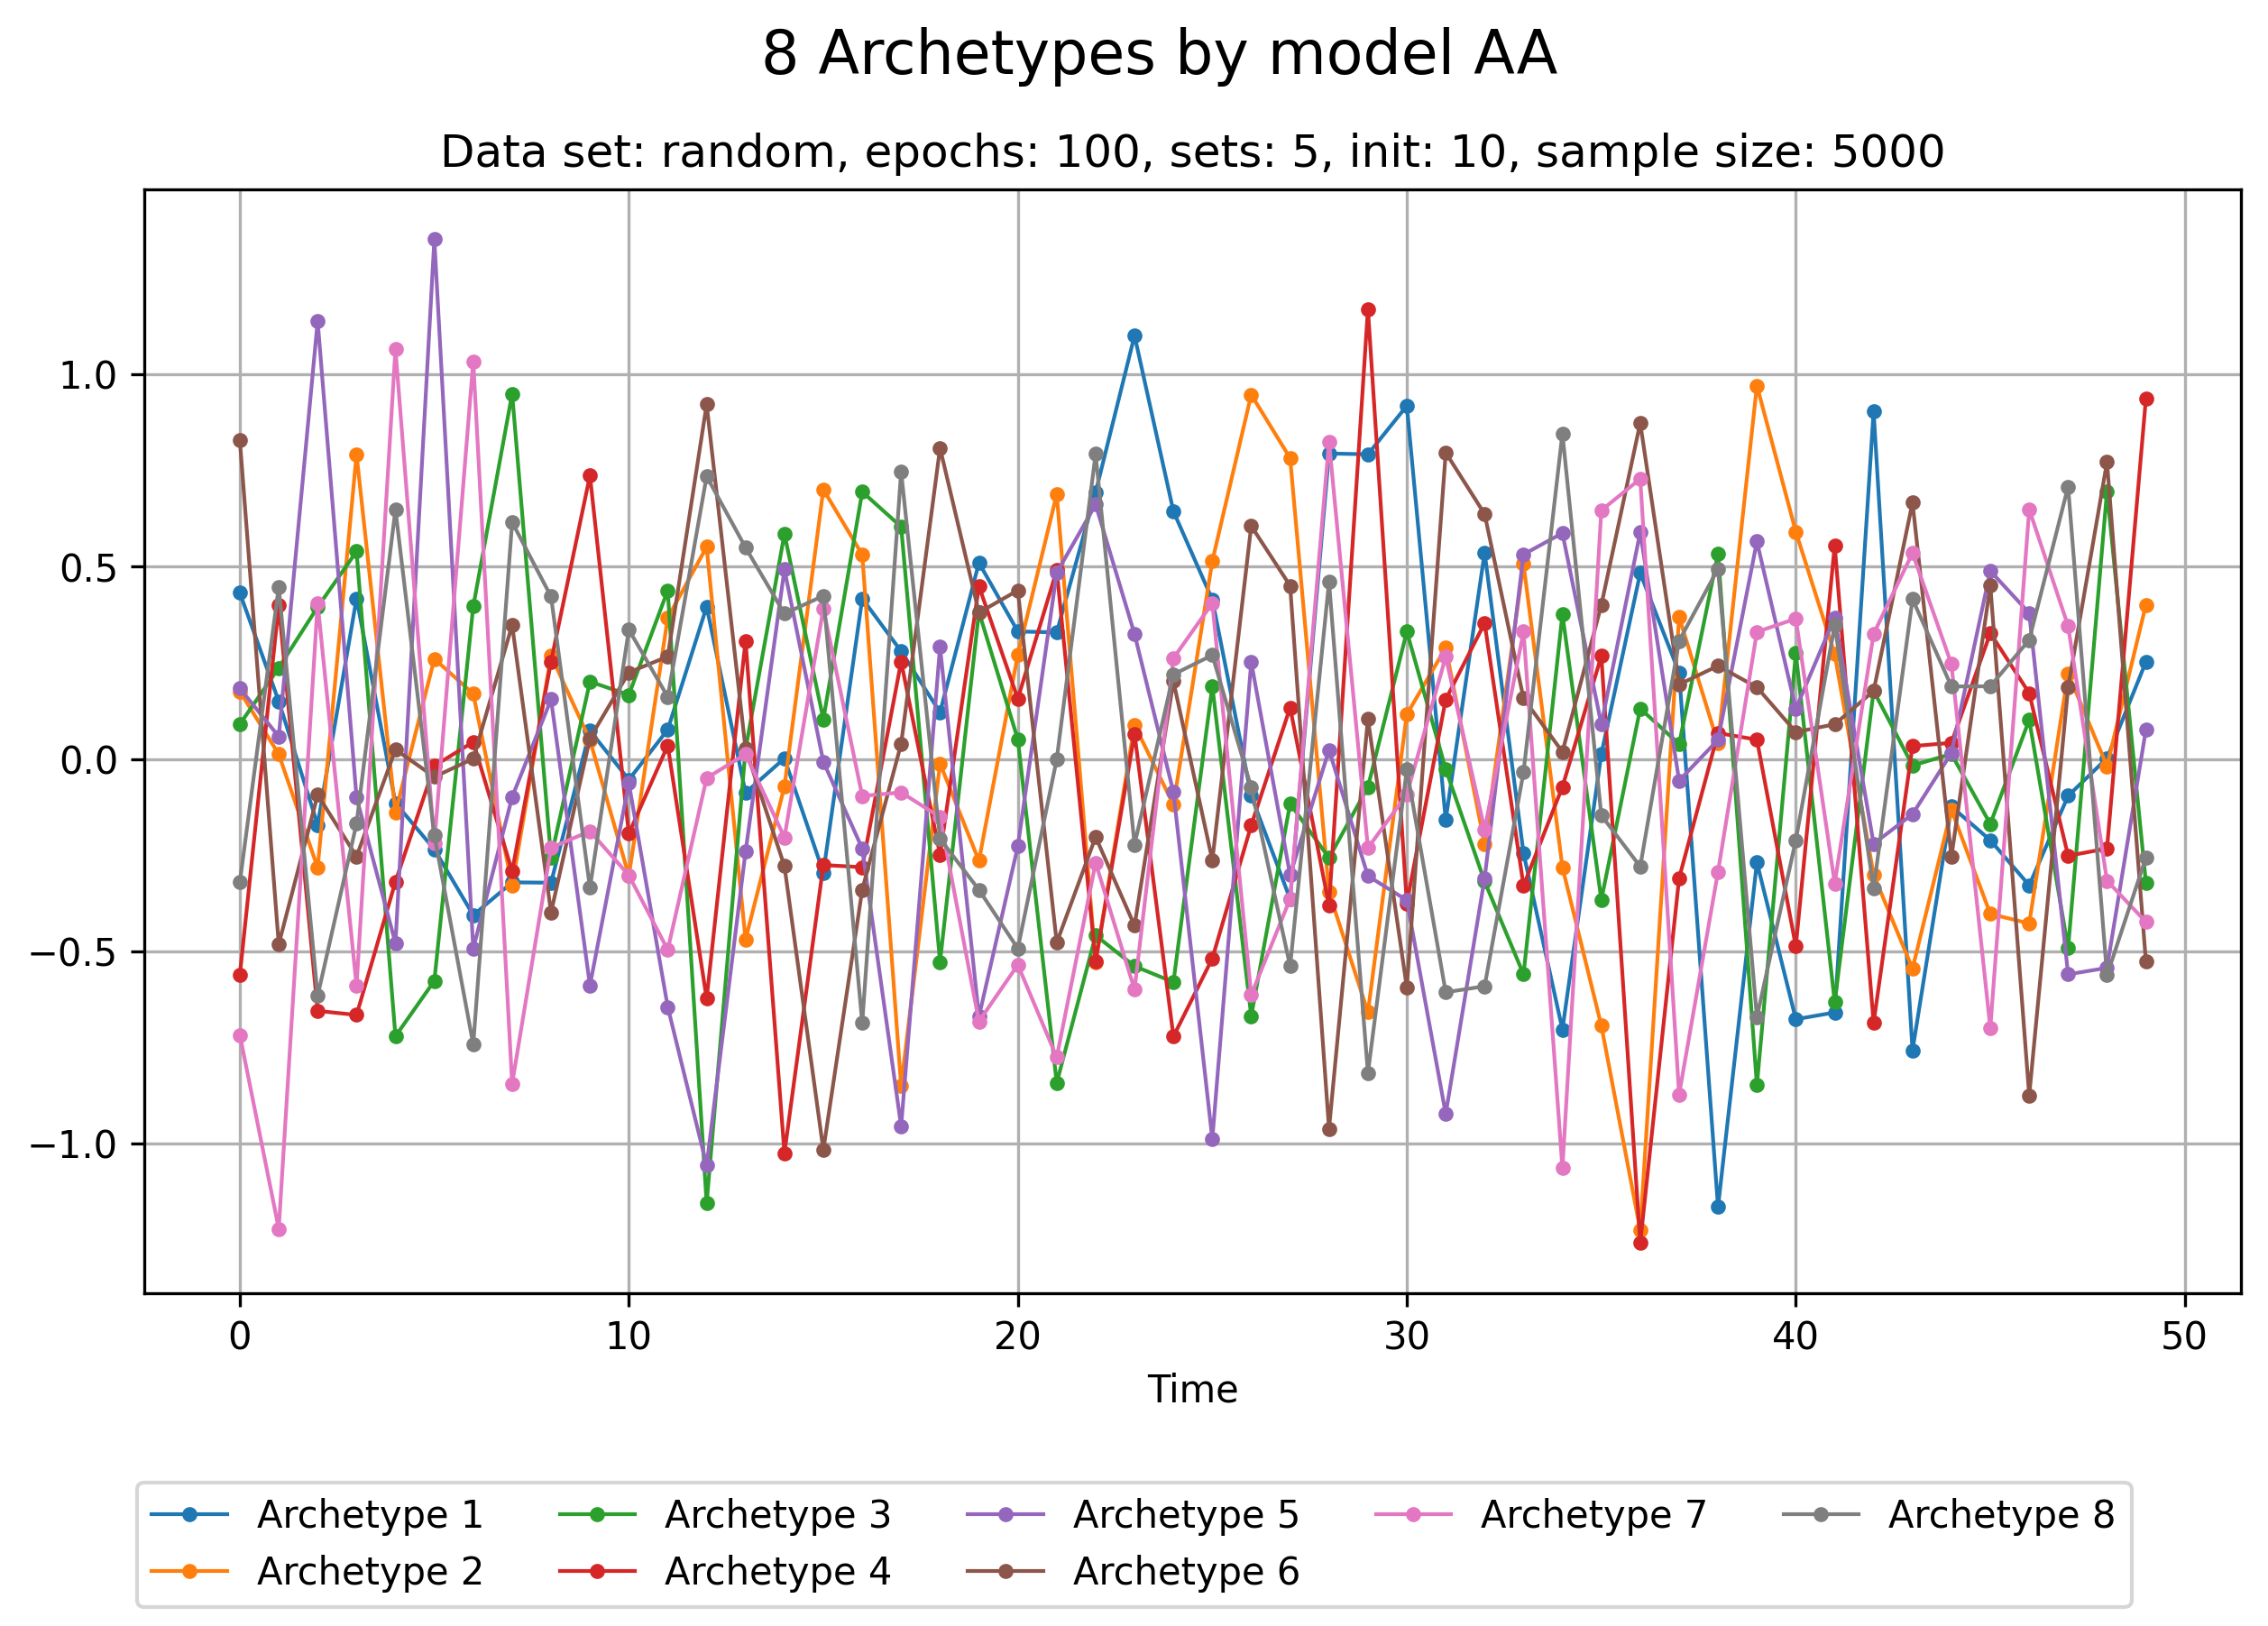 8 Archetypes by model AA
Data set: random, epochs: 100, sets: 5, init: 10, sample size: 5000
1.0
0.5
0.0
−0.5
−1.0
0 10 20 30 40 50
Time
Archetype 1 Archetype 3 Archetype 5 Archetype 7 Archetype 8
Archetype 2 Archetype 4 Archetype 6